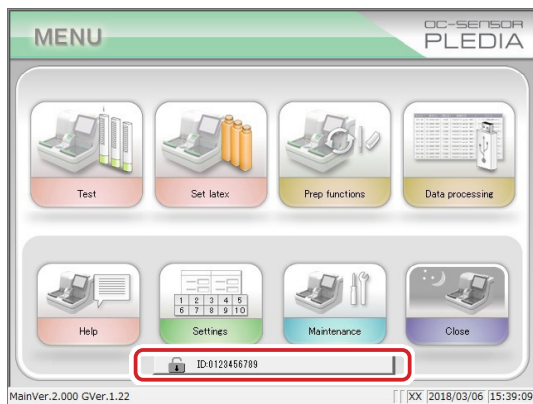 MENU
OC-SENSOR
PLEDIA
Test
Set latex
Prep functions
Data processing
1 2 3 4 5
6 7 8 9 10
Help
Settings
Maintenance
Close
ID:0123456789
MainVer.2.000 GVer.1.22
XX 2018/03/06 15:39:09